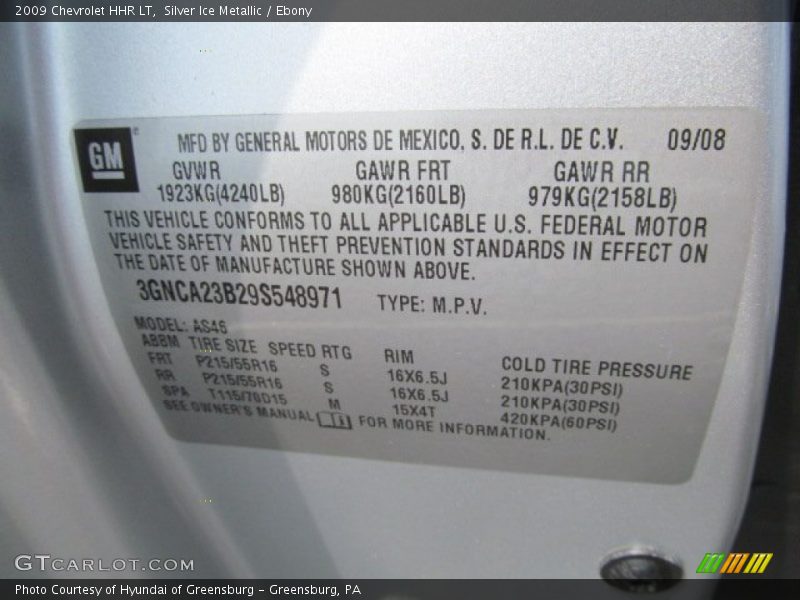 2009 Chevrolet HHR LT, Silver Ice Metallic / Ebony
GM
MFD BY GENERAL MOTORS DE MEXICO, S. DE R.L. DE C.V. 09/08
GVWR GAWR FRT GAWR RR
1923KG(4240LB) 980KG(2160LB) 979KG(2158LB)
THIS VEHICLE CONFORMS TO ALL APPLICABLE U.S. FEDERAL MOTOR
VEHICLE SAFETY AND THEFT PREVENTION STANDARDS IN EFFECT ON
THE DATE OF MANUFACTURE SHOWN ABOVE.
3GNCA23B29S548971 TYPE: M.P.V.
MODEL: AS46
ABBM TIRE SIZE SPEED RTG RIM COLD TIRE PRESSURE
FRT P215/55R16 S 16X6.5J 210KPA(30PSI)
RR P215/55R16 S 16X6.5J 210KPA(30PSI)
SPA T115/70D15 M 15X4T 420KPA(60PSI)
SEE OWNER'S MANUAL FOR MORE INFORMATION.
GTCARLOT.COM
Photo Courtesy of Hyundai of Greensburg - Greensburg, PA